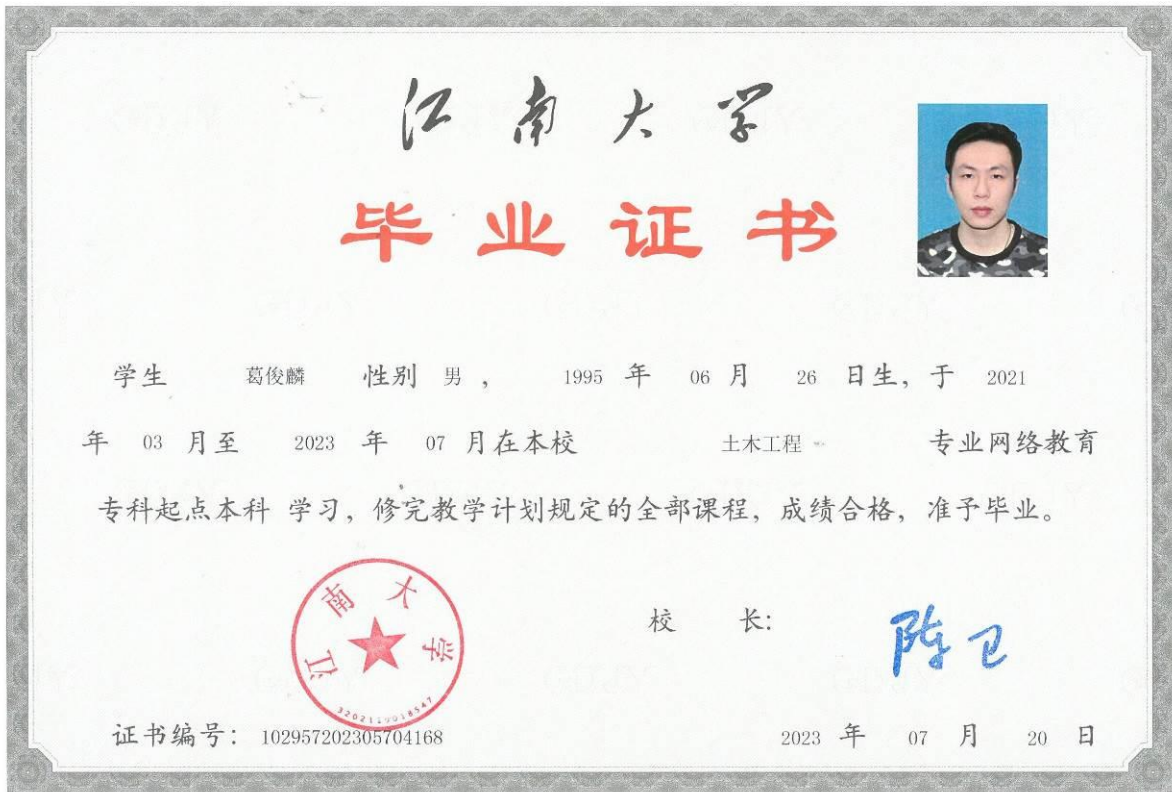 江南大学
毕业证书
学生 葛俊麟 性别 男 , 1995 年 06 月 26 日生, 于 2021
年 03 月至 2023 年 07 月在本校 土木工程 专业网络教育
专科起点本科 学习, 修完教学计划规定的全部课程, 成绩合格, 准予毕业。
江南大学
3202110018547
校 长:
陈卫
证书编号: 102957202305704168
2023 年 07 月 20 日